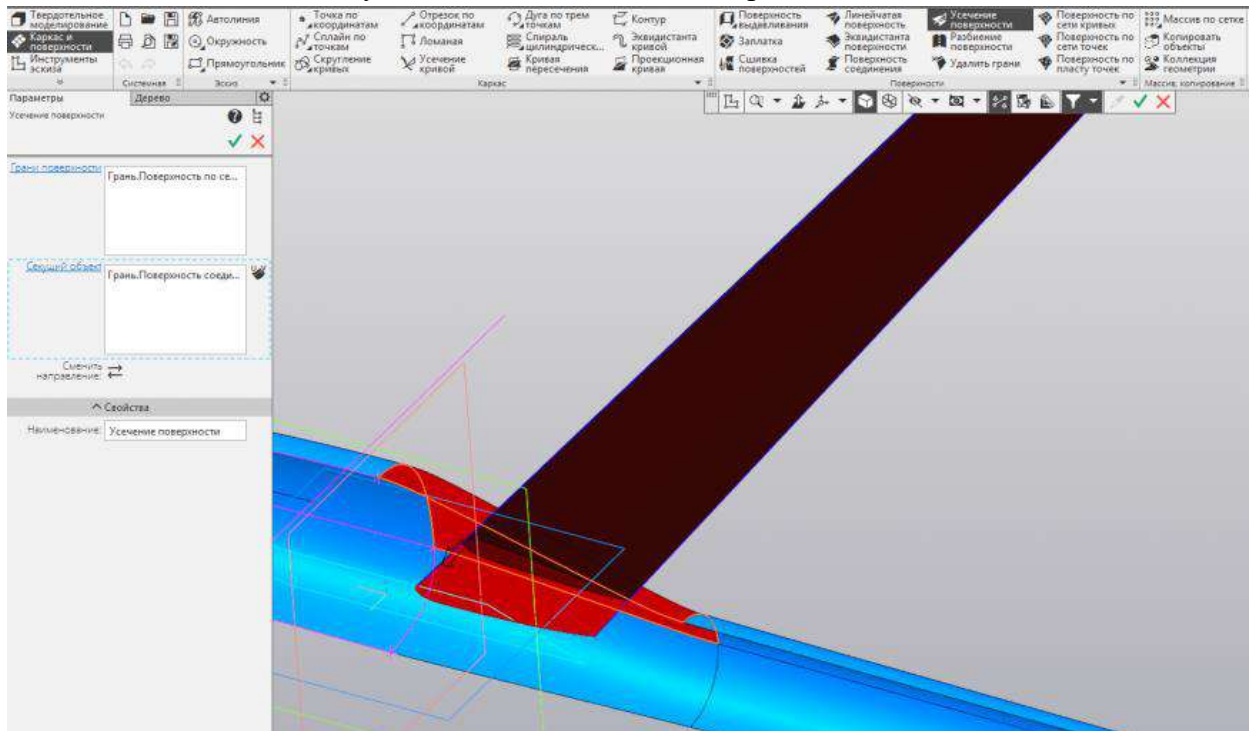 Твердотельное моделирование
Каркас и поверхности
Инструменты эскиза
Системная
Автолиния
Окружность
Прямоугольник
Эскиз
Точка по координатам
Сплайн по точкам
Скругление кривых
Отрезок по координатам
Ломаная
Усечение кривой
Дуга по трем точкам
Спираль цилиндрическ...
Кривая пересечения
Контур
Эквидистанта кривой
Проекционная кривая
Каркас
Поверхность выдавливания
Заплатка
Сшивка поверхностей
Линейчатая поверхность
Эквидистанта поверхности
Поверхность соединения
Усечение поверхности
Разбиение поверхности
Удалить грани
Поверхность по сети кривых
Поверхность по сети точек
Поверхность по пласту точек
Поверхности
Массив по сетке
Копировать объекты
Коллекция геометрии
Массив, копирование
Параметры
Дерево
Усечение поверхности
Грани поверхности
Грань.Поверхность по се...
Секущий объект
Грань.Поверхность соеди...
Сменить направление:
Свойства
Наименование:
Усечение поверхности